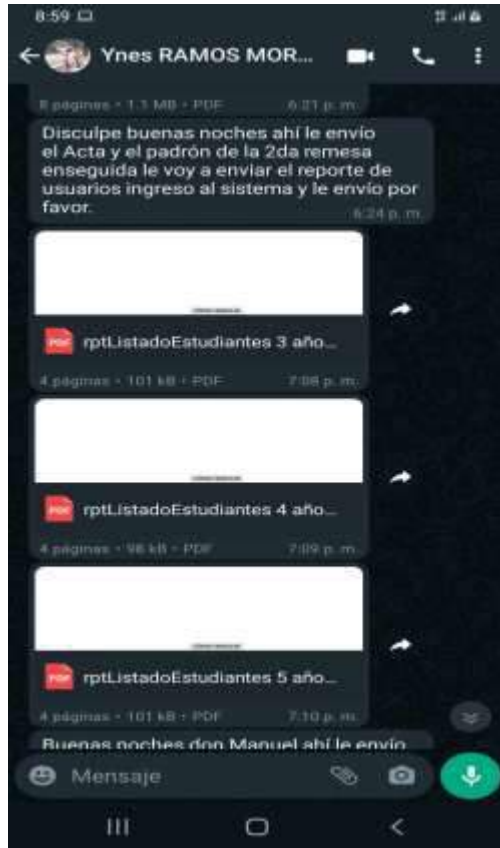 8:59
Ynes RAMOS MOR...
8 páginas • 1.1 MB • PDF 6:21 p. m.
Disculpe buenas noches ahí le envío
el Acta y el padrón de la 2da remesa
enseguida le voy a enviar el reporte de
usuarios ingreso al sistema y le envío por
favor.
6:24 p. m.
PDF rptListadoEstudiantes 3 año...
4 páginas • 101 kB • PDF 7:08 p. m.
PDF rptListadoEstudiantes 4 año...
4 páginas • 98 kB • PDF 7:09 p. m.
PDF rptListadoEstudiantes 5 año...
4 páginas • 101 kB • PDF 7:10 p. m.
Buenas noches don Manuel ahí le envío
Mensaje